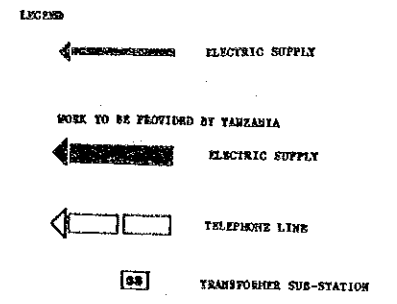 LEGEND
ELECTRIC SUPPLY
WORK TO BE PROVIDED BY TANZANIA
ELECTRIC SUPPLY
TELEPHONE LINE
SS TRANSFORMER SUB-STATION